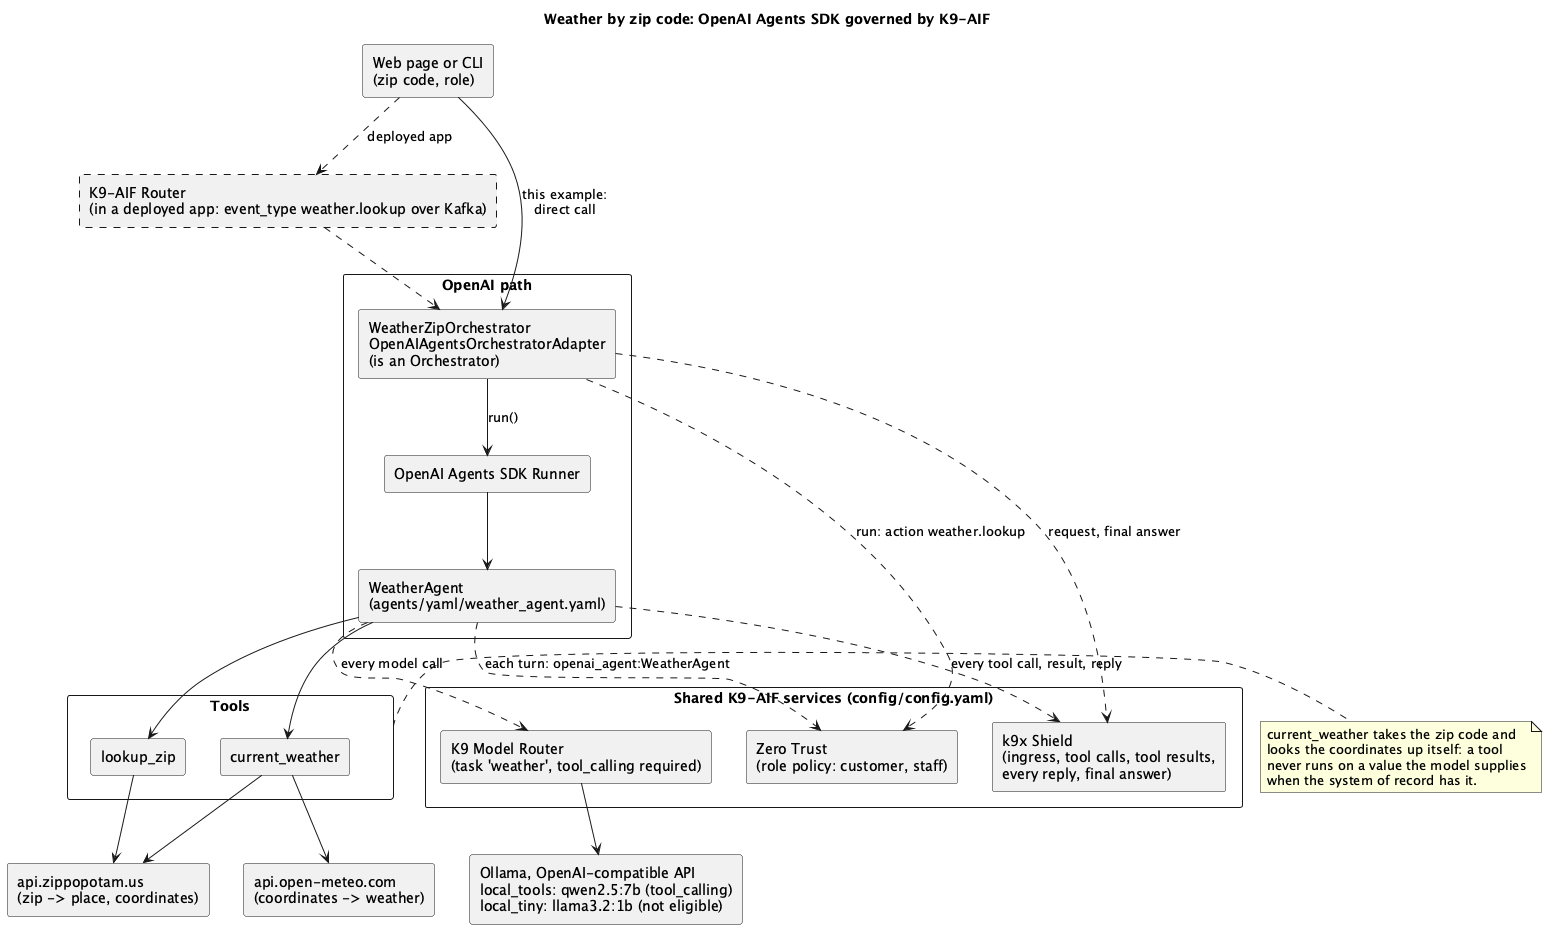 Weather by zip code: OpenAI Agents SDK governed by K9-AIF
Web page or CLI
(zip code, role)
deployed app
K9-AIF Router
(in a deployed app: event_type weather.lookup over Kafka)
this example:
direct call
OpenAI path
WeatherZipOrchestrator
OpenAIAgentsOrchestratorAdapter
(is an Orchestrator)
run()
OpenAI Agents SDK Runner
run: action weather.lookup
request, final answer
WeatherAgent
(agents/yaml/weather_agent.yaml)
every model call
each turn: openai_agent:WeatherAgent
every tool call, result, reply
Tools
lookup_zip
current_weather
Shared K9-AIF services (config/config.yaml)
K9 Model Router
(task 'weather', tool_calling required)
Zero Trust
(role policy: customer, staff)
k9x Shield
(ingress, tool calls, tool results,
every reply, final answer)
current_weather takes the zip code and
looks the coordinates up itself: a tool
never runs on a value the model supplies
when the system of record has it.
api.zippopotam.us
(zip -> place, coordinates)
api.open-meteo.com
(coordinates -> weather)
Ollama, OpenAI-compatible API
local_tools: qwen2.5:7b (tool_calling)
local_tiny: llama3.2:1b (not eligible)